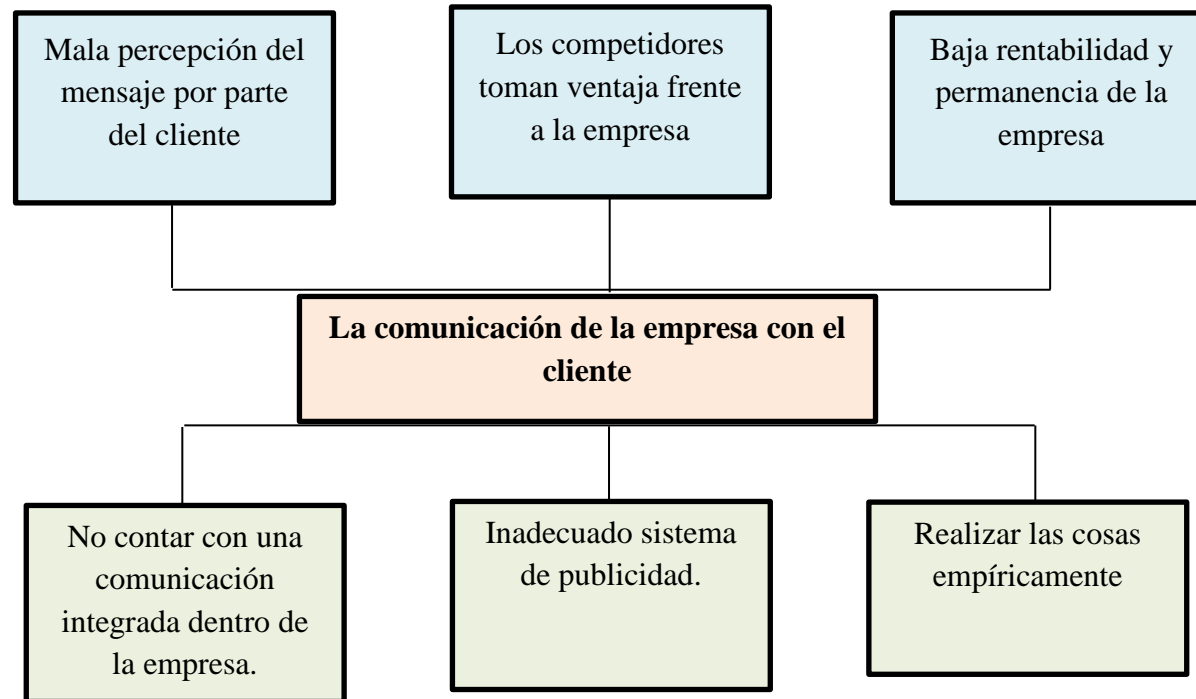 Mala percepción del
mensaje por parte
del cliente
Los competidores
toman ventaja frente
a la empresa
Baja rentabilidad y
permanencia de la
empresa
La comunicación de la empresa con el
cliente
No contar con una
comunicación
integrada dentro de
la empresa.
Inadecuado sistema
de publicidad.
Realizar las cosas
empíricamente